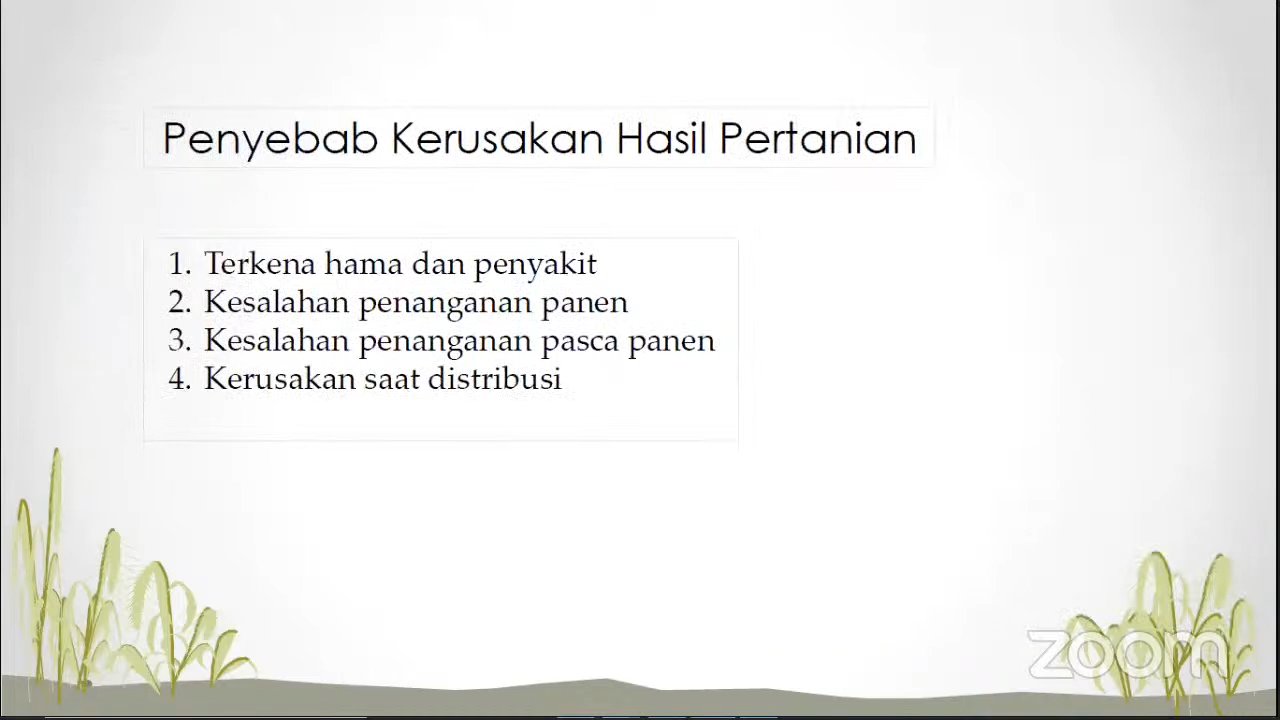 Penyebab Kerusakan Hasil Pertanian
1. Terkena hama dan penyakit
2. Kesalahan penanganan panen
3. Kesalahan penanganan pasca panen
4. Kerusakan saat distribusi
zoom